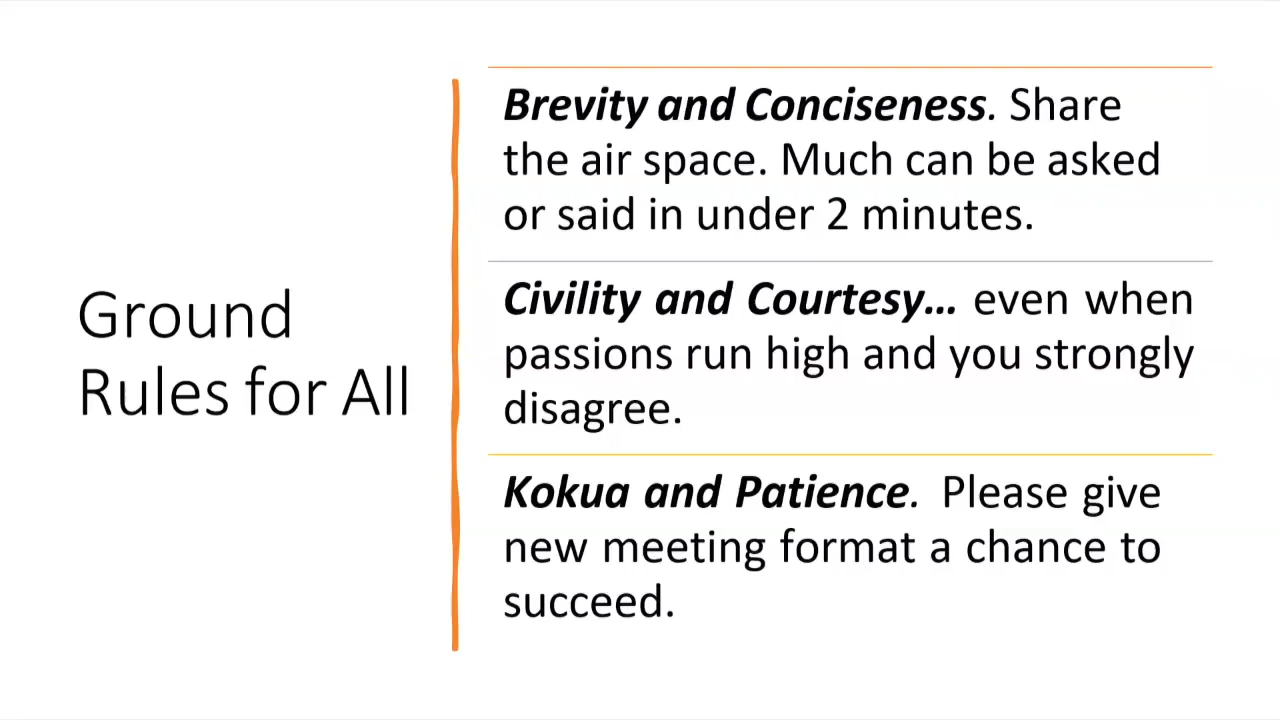 Ground
Rules for All
Brevity and Conciseness. Share
the air space. Much can be asked
or said in under 2 minutes.
Civility and Courtesy… even when
passions run high and you strongly
disagree.
Kokua and Patience. Please give
new meeting format a chance to
succeed.